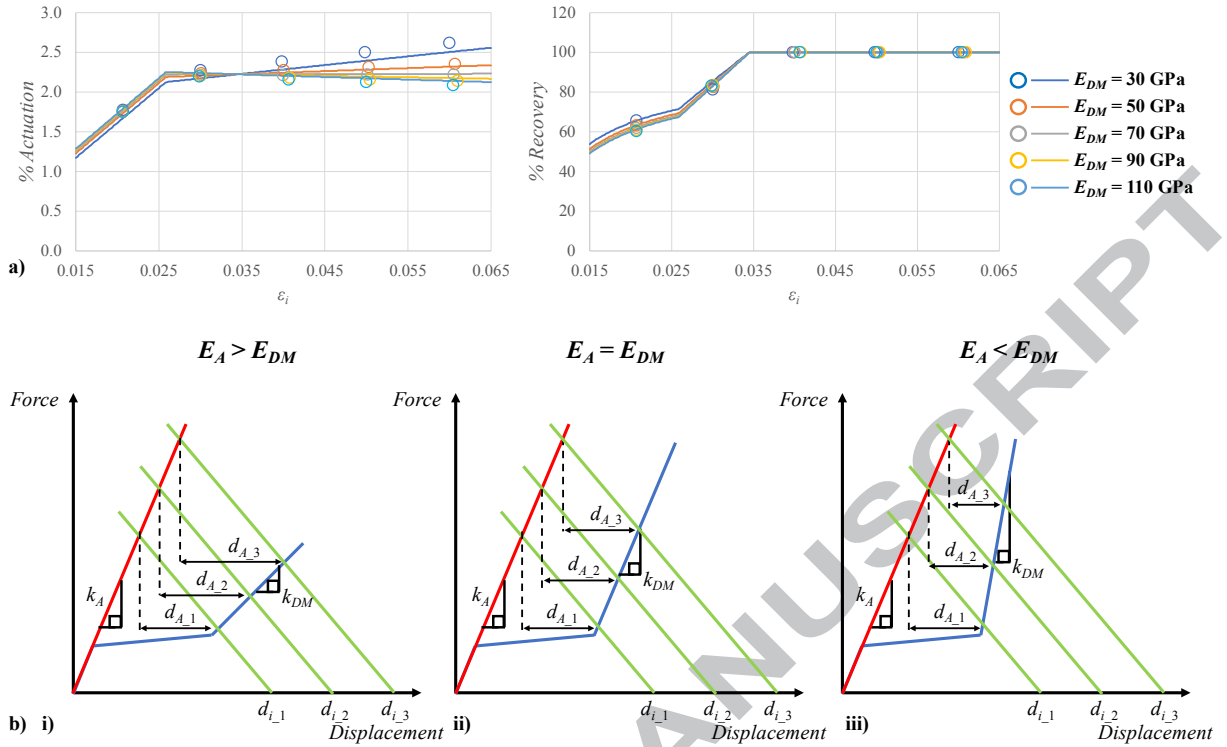 3.0
2.5
2.0
1.5
1.0
0.5
0.0
% Actuation
0.015 0.025 0.035 0.045 0.055 0.065
εi
120
100
80
60
40
20
0
% Recovery
0.015 0.025 0.035 0.045 0.055 0.065
εi
EDM = 30 GPa
EDM = 50 GPa
EDM = 70 GPa
EDM = 90 GPa
EDM = 110 GPa
a)
EA > EDM
Force
kA
dA_3
dA_2
dA_1
kDM
di_1 di_2 di_3
Displacement
b) i)
EA = EDM
Force
kA
dA_3
dA_2
dA_1
kDM
di_1 di_2 di_3
Displacement
ii)
EA < EDM
Force
kA
dA_3
dA_2
dA_1
kDM
di_1 di_2 di_3
Displacement
iii)
ANUSCRIPT